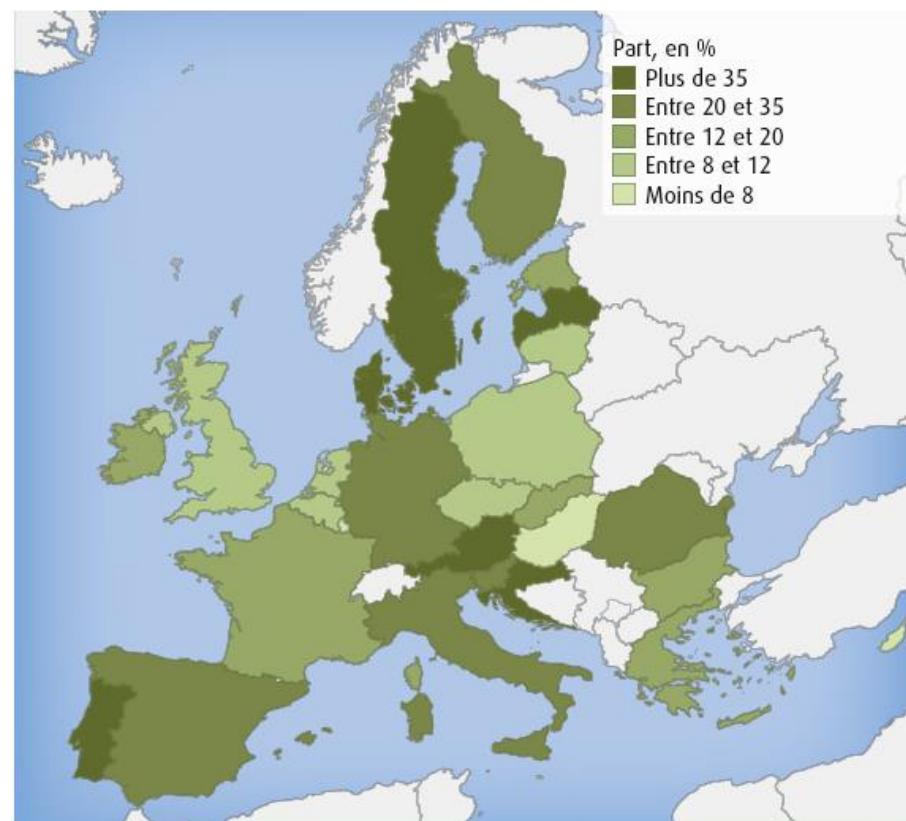 Part, en %
Plus de 35
Entre 20 et 35
Entre 12 et 20
Entre 8 et 12
Moins de 8